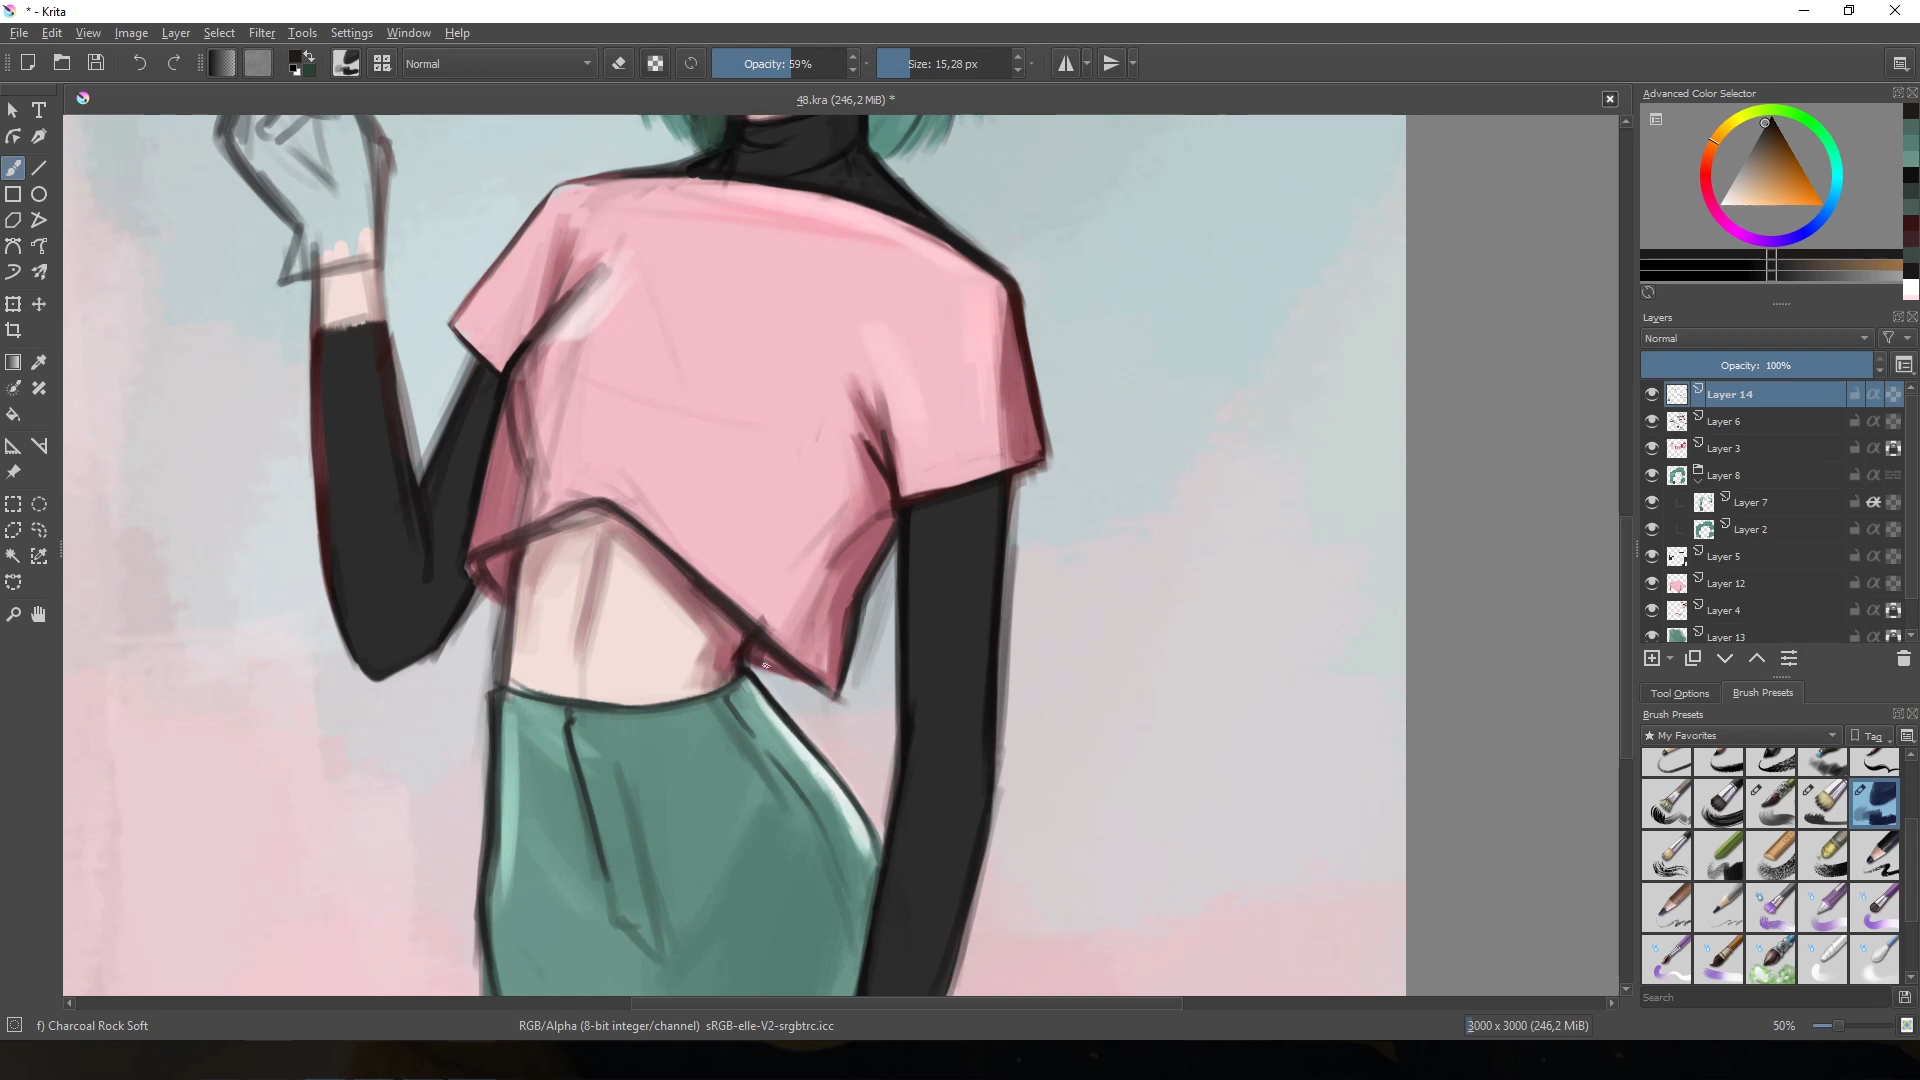 * - Krita
File Edit View Image Layer Select Filter Tools Settings Window Help
Normal Opacity: 59% Size: 15,28 px
48.kra (246,2 MiB) *
Advanced Color Selector
Layers
Normal
Opacity: 100%
Layer 14
Layer 6
Layer 3
Layer 8
Layer 7
Layer 2
Layer 5
Layer 12
Layer 4
Layer 13
Tool Options Brush Presets
Brush Presets
★ My Favorites Tag
Search
f) Charcoal Rock Soft RGB/Alpha (8-bit integer/channel) sRGB-elle-V2-srgbtrc.icc 3000 x 3000 (246,2 MiB) 50%